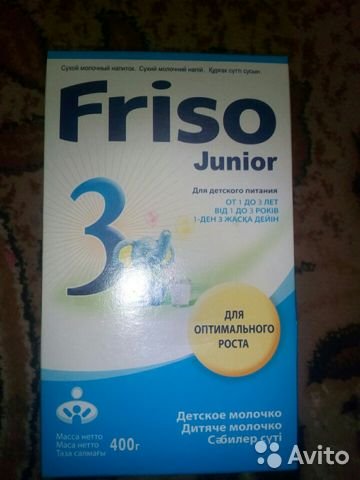 Сухой молочный напиток. Сухий молочний напій. Құрғақ сүтті сусын.
Friso
Junior
Для детского питания
ОТ 1 ДО 3 ЛЕТ
ВІД 1 ДО 3 РОКІВ
1-ДЕН 3 ЖАСҚА ДЕЙІН
3
ДЛЯ
ОПТИМАЛЬНОГО
РОСТА
Детское молочко
Дитяче молочко
Сәбилер сүті
Масса нетто
Маса нетто
Таза салмағы
400г
Avito